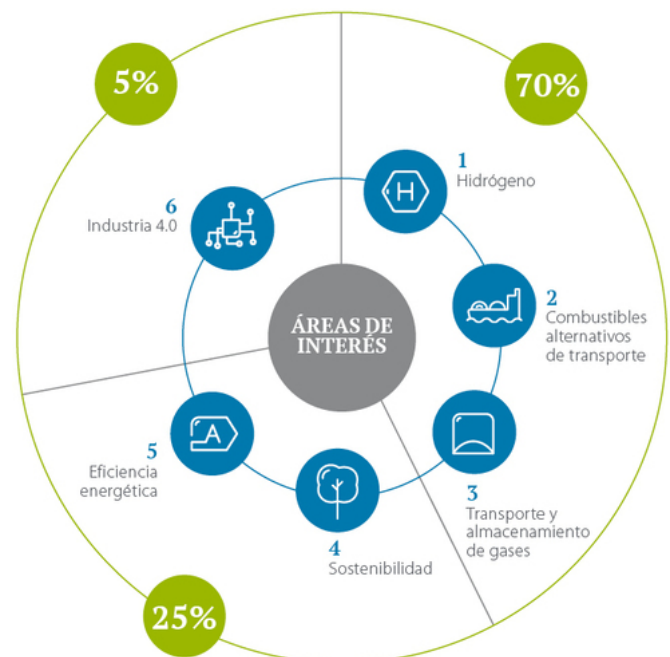 5%
70%
1
Hidrógeno
6
Industria 4.0
H
2
Combustibles
alternativos
de transporte
ÁREAS DE
INTERÉS
A
5
Eficiencia
energética
3
Transporte y
almacenamiento
de gases
4
Sostenibilidad
25%